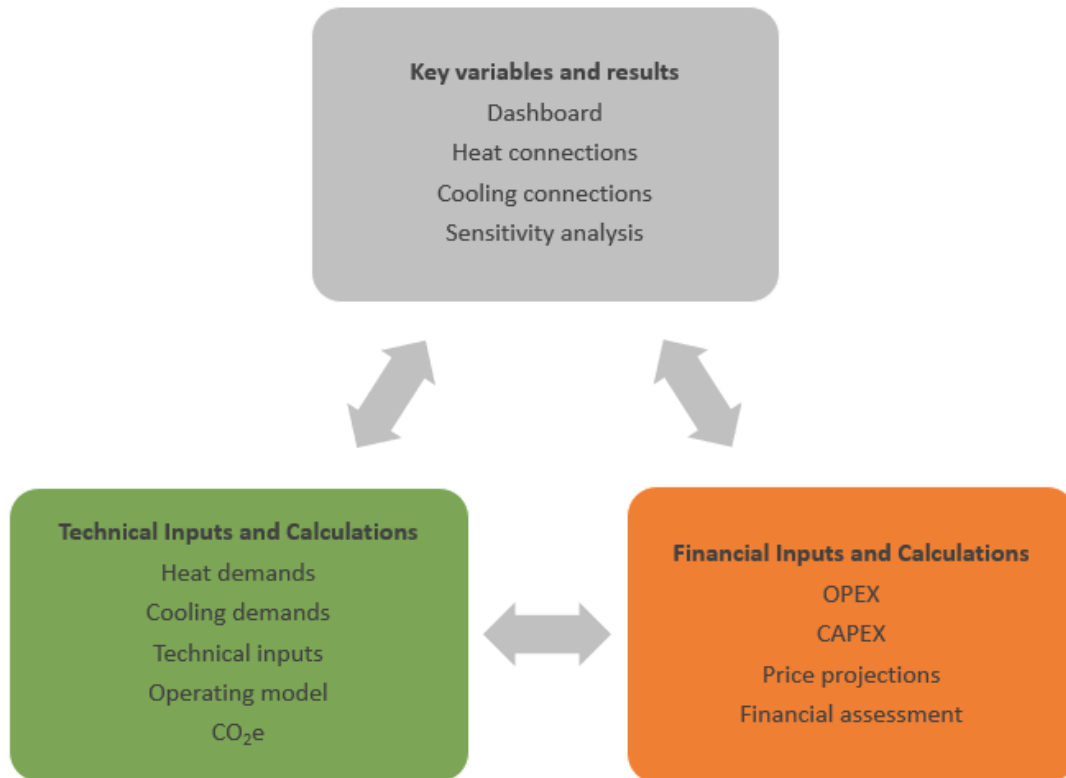 Key variables and results
Dashboard
Heat connections
Cooling connections
Sensitivity analysis
Technical Inputs and Calculations
Heat demands
Cooling demands
Technical inputs
Operating model
CO₂e
Financial Inputs and Calculations
OPEX
CAPEX
Price projections
Financial assessment